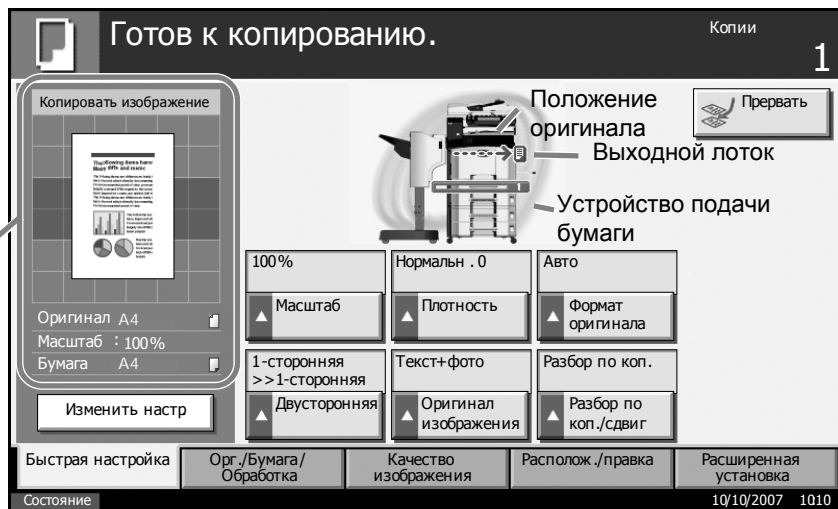 Готов к копированию.
Копии
1
Копировать изображение
Положение
оригинала
Выходной лоток
Устройство подачи
бумаги
Прервать
Оригинал A4
Масштаб : 100%
Бумага A4
Изменить настр
100%
Масштаб
Нормальн . 0
Плотность
Авто
Формат
оригинала
1-сторонняя
>>1-сторонняя
Двусторонняя
Текст+фото
Оригинал
изображения
Разбор по коп.
Разбор по
коп./сдвиг
Быстрая настройка
Орг./Бумага/
Обработка
Качество
изображения
Располож./правка
Расширенная
установка
Состояние
10/10/2007 1010